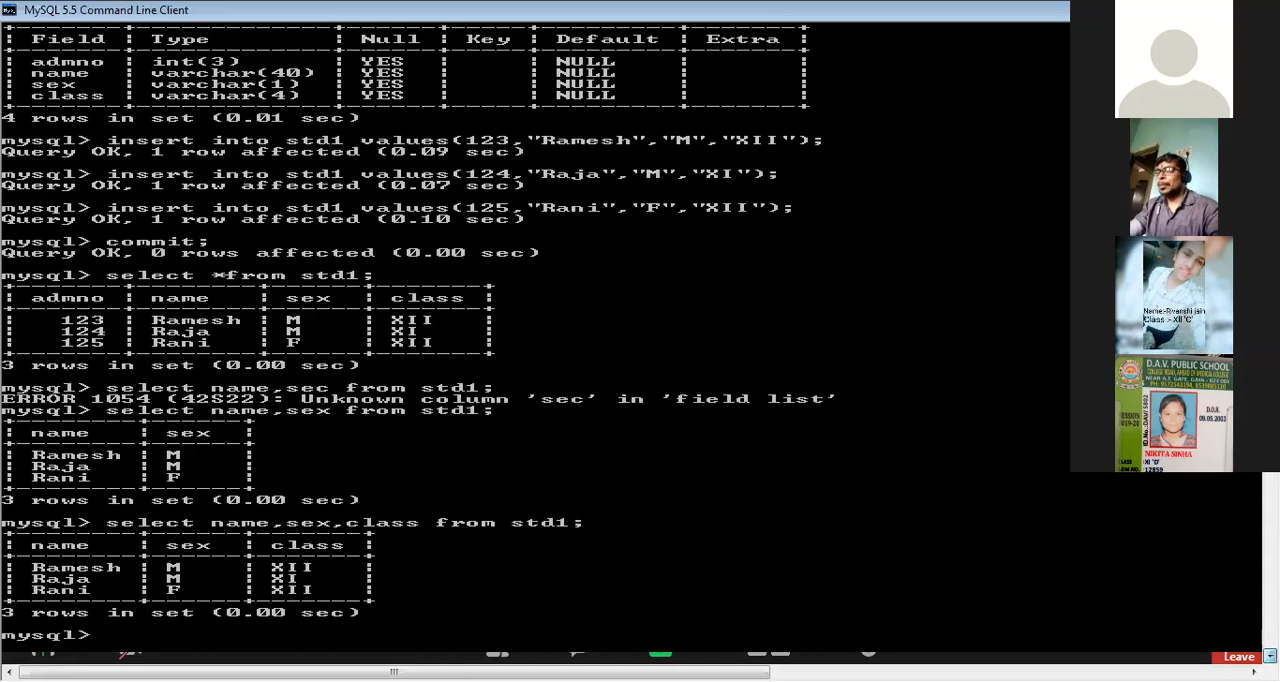 MySQL 5.5 Command Line Client
| Field | Type | Null | Key | Default | Extra |
| admno | int(3) | YES | | NULL | |
| name | varchar(40) | YES | | NULL | |
| sex | varchar(1) | YES | | NULL | |
| class | varchar(4) | YES | | NULL | |
4 rows in set (0.01 sec)
mysql> insert into std1 values(123,"Ramesh","M","XII");
Query OK, 1 row affected (0.09 sec)
mysql> insert into std1 values(124,"Raja","M","XI");
Query OK, 1 row affected (0.07 sec)
mysql> insert into std1 values(125,"Rani","F","XII");
Query OK, 1 row affected (0.10 sec)
mysql> commit;
Query OK, 0 rows affected (0.00 sec)
mysql> select *from std1;
| admno | name | sex | class |
| 123 | Ramesh | M | XII |
| 124 | Raja | M | XI |
| 125 | Rani | F | XII |
3 rows in set (0.00 sec)
mysql> select name,sec from std1;
ERROR 1054 (42S22): Unknown column 'sec' in 'field list'
mysql> select name,sex from std1;
| name | sex |
| Ramesh | M |
| Raja | M |
| Rani | F |
3 rows in set (0.00 sec)
mysql> select name,sex,class from std1;
| name | sex | class |
| Ramesh | M | XII |
| Raja | M | XI |
| Rani | F | XII |
3 rows in set (0.00 sec)
mysql>
Leave
Class :- XII 'C'
D.A.V. PUBLIC SCHOOL
D.O.B.
09.05.2003
NIKITA SINHA